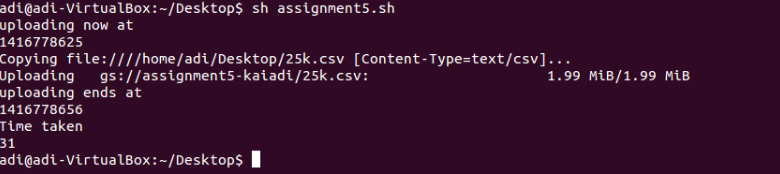 adi@adi-VirtualBox:~/Desktop$ sh assignment5.sh
uploading now at
1416778625
Copying file:////home/adi/Desktop/25k.csv [Content-Type=text/csv]...
Uploading   gs://assignment5-kaiadi/25k.csv:                         1.99 MiB/1.99 MiB
uploading ends at
1416778656
Time taken
31
adi@adi-VirtualBox:~/Desktop$